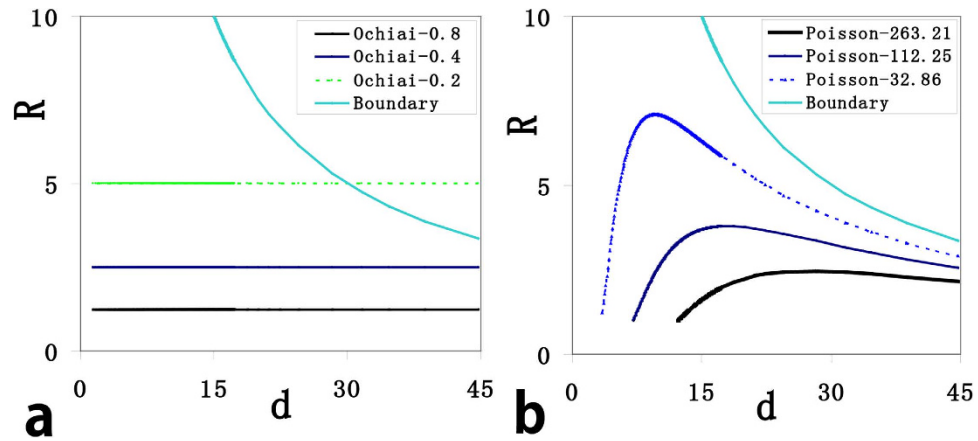 10
5
0
R
0
15
30
45
d
a
Ochiai-0.8
Ochiai-0.4
Ochiai-0.2
Boundary
10
5
0
R
0
15
30
45
d
b
Poisson-263.21
Poisson-112.25
Poisson-32.86
Boundary